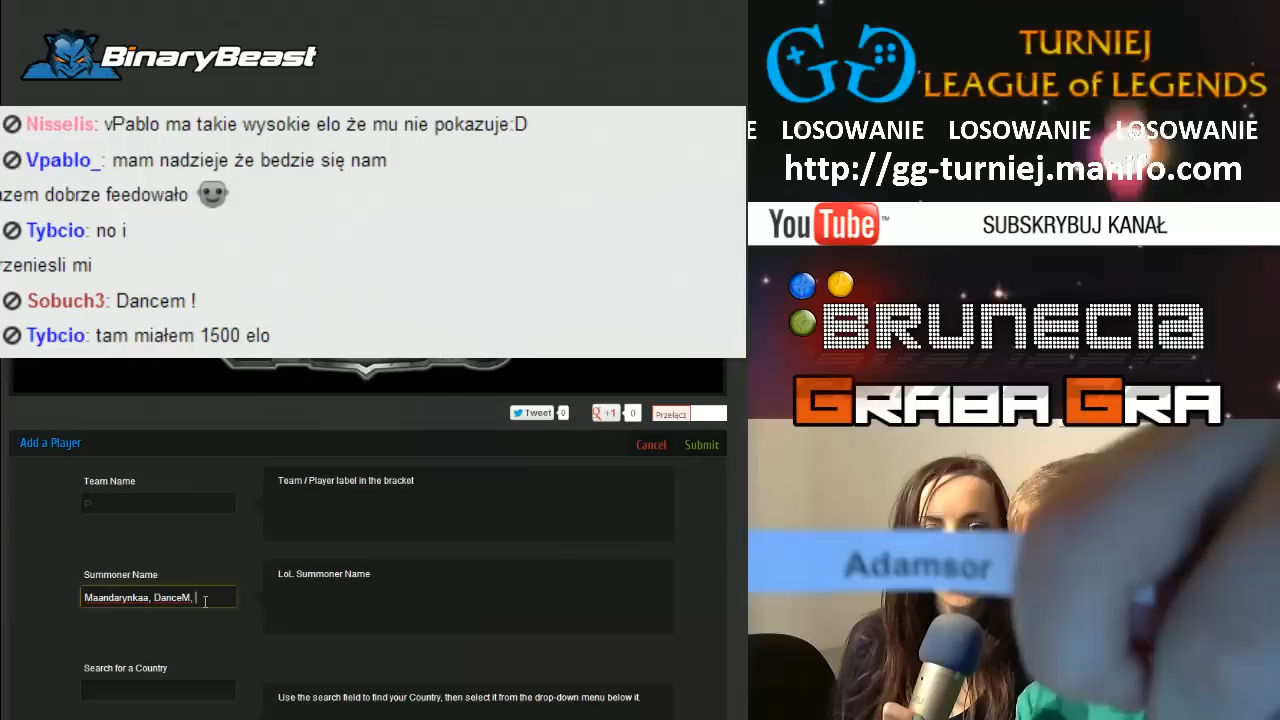 BinaryBeast
Nisselis: vPablo ma takie wysokie elo że mu nie pokazuje:D
Vpablo_: mam nadzieje że bedzie się nam
azem dobrze feedowało
Tybcio: no i
rzeniesli mi
Sobuch3: Dancem !
Tybcio: tam miałem 1500 elo
Tweet 0
g +1 0
Przełącz
Add a Player
Cancel Submit
Team Name
P
Team / Player label in the bracket
Summoner Name
Maandarynkaa, DanceM,
LoL Summoner Name
Search for a Country
Use the search field to find your Country, then select it from the drop-down menu below it.
GG
TURNIEJ
LEAGUE of LEGENDS
E LOSOWANIE LOSOWANIE LOSOWANIE
http://gg-turniej.manifo.com
YouTube™
SUBSKRYBUJ KANAŁ
BRUNECIA
GRABA GRA
Adamsor